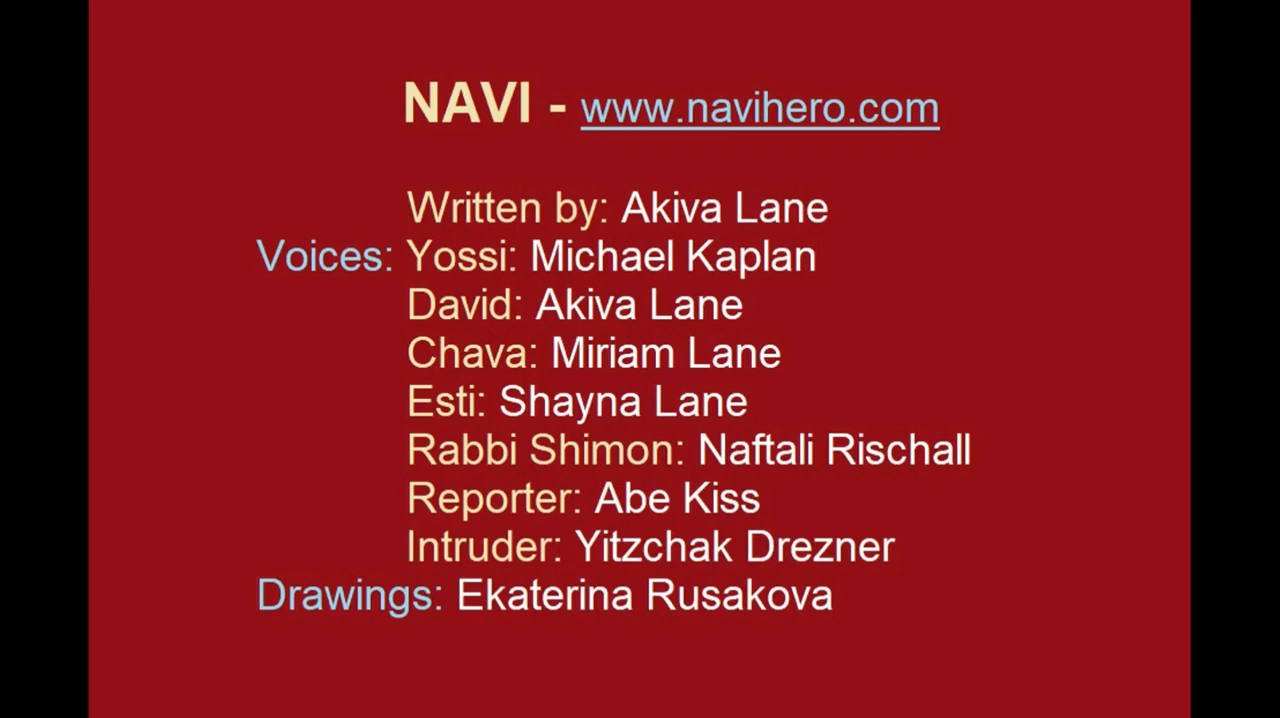 NAVI - www.navihero.com
Written by: Akiva Lane
Voices: Yossi: Michael Kaplan
David: Akiva Lane
Chava: Miriam Lane
Esti: Shayna Lane
Rabbi Shimon: Naftali Rischall
Reporter: Abe Kiss
Intruder: Yitzchak Drezner
Drawings: Ekaterina Rusakova